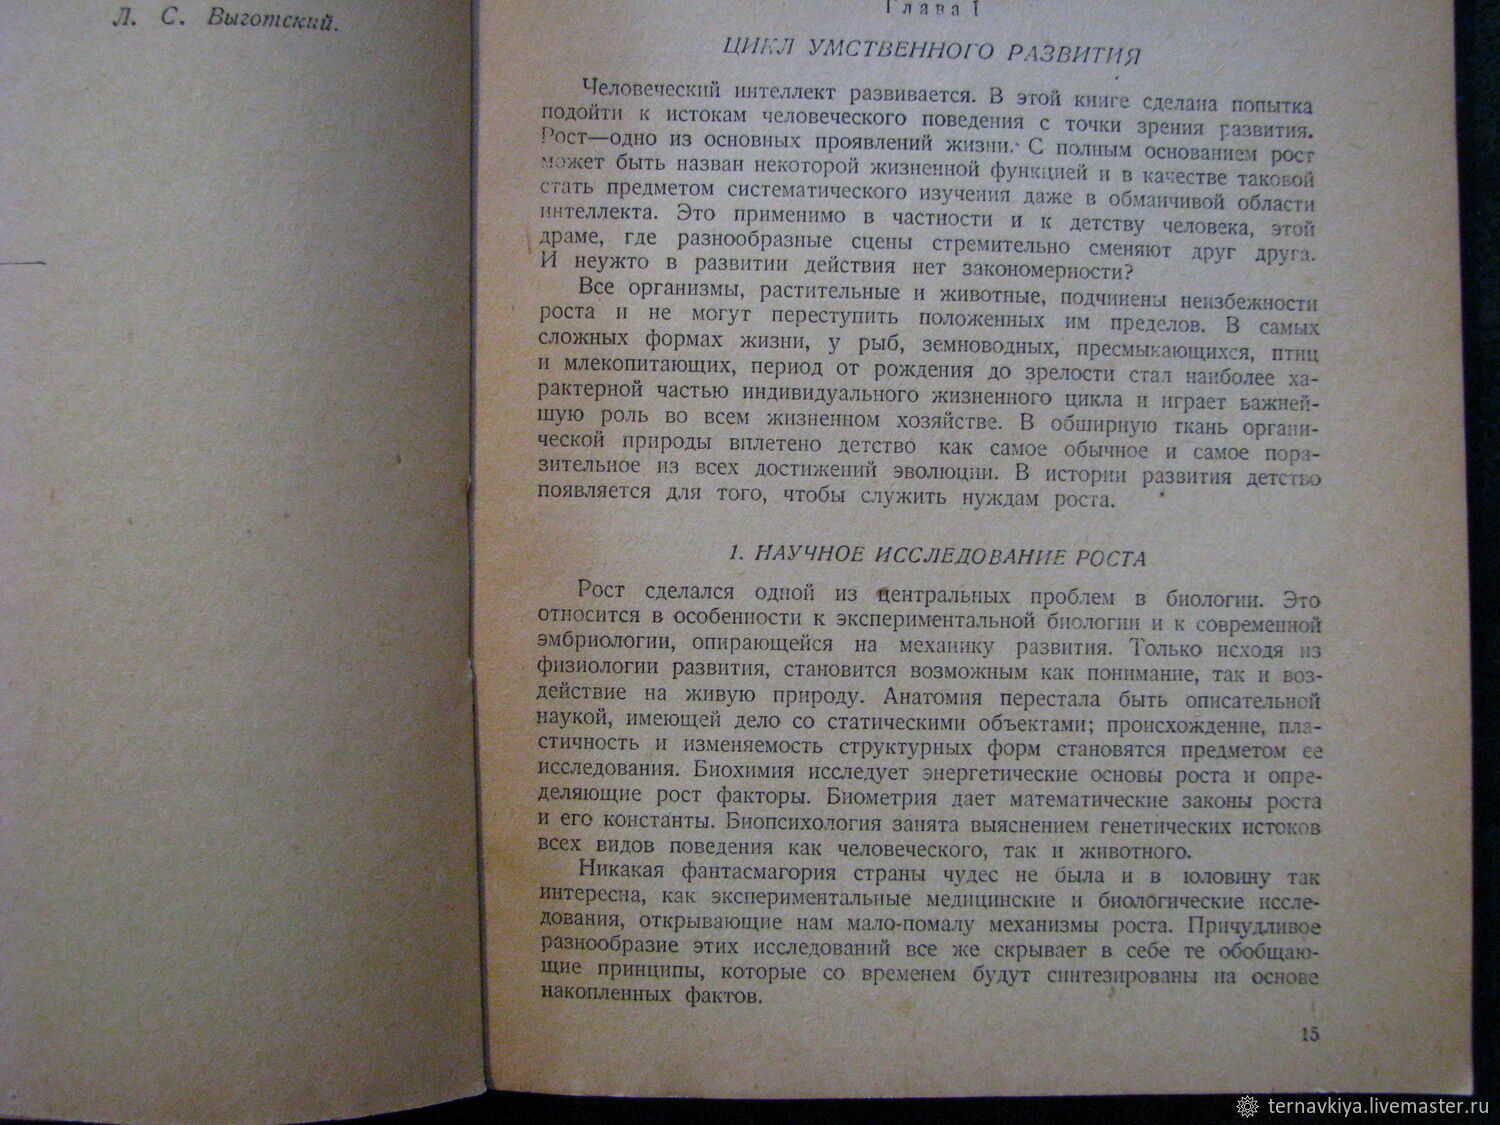 Л. С. Выготский.
Глава I
ЦИКЛ УМСТВЕННОГО РАЗВИТИЯ
Человеческий интеллект развивается. В этой книге сделана попытка
подойти к истокам человеческого поведения с точки зрения развития.
Рост—одно из основных проявлений жизни. С полным основанием рост
может быть назван некоторой жизненной функцией и в качестве таковой
стать предметом систематического изучения даже в обманчивой области
интеллекта. Это применимо в частности и к детству человека, этой
драме, где разнообразные сцены стремительно сменяют друг друга.
И неужто в развитии действия нет закономерности?
Все организмы, растительные и животные, подчинены неизбежности
роста и не могут переступить положенных им пределов. В самых
сложных формах жизни, у рыб, земноводных, пресмыкающихся, птиц
и млекопитающих, период от рождения до зрелости стал наиболее ха-
рактерной частью индивидуального жизненного цикла и играет важней-
шую роль во всем жизненном хозяйстве. В обширную ткань органи-
ческой природы вплетено детство как самое обычное и самое пора-
зительное из всех достижений эволюции. В истории развития детство
появляется для того, чтобы служить нуждам роста.
1. НАУЧНОЕ ИССЛЕДОВАНИЕ РОСТА
Рост сделался одной из центральных проблем в биологии. Это
относится в особенности к экспериментальной биологии и к современной
эмбриологии, опирающейся на механику развития. Только исходя из
физиологии развития, становится возможным как понимание, так и воз-
действие на живую природу. Анатомия перестала быть описательной
наукой, имеющей дело со статическими объектами; происхождение, пла-
стичность и изменяемость структурных форм становятся предметом ее
исследования. Биохимия исследует энергетические основы роста и опре-
деляющие рост факторы. Биометрия дает математические законы роста
и его константы. Биопсихология занята выяснением генетических истоков
всех видов поведения как человеческого, так и животного.
Никакая фантасмагория страны чудес не была и в половину так
интересна, как экспериментальные медицинские и биологические иссле-
дования, открывающие нам мало-помалу механизмы роста. Причудливое
разнообразие этих исследований все же скрывает в себе те обобщаю-
щие принципы, которые со временем будут синтезированы на основе
накопленных фактов.
15
ternavkiya.livemaster.ru